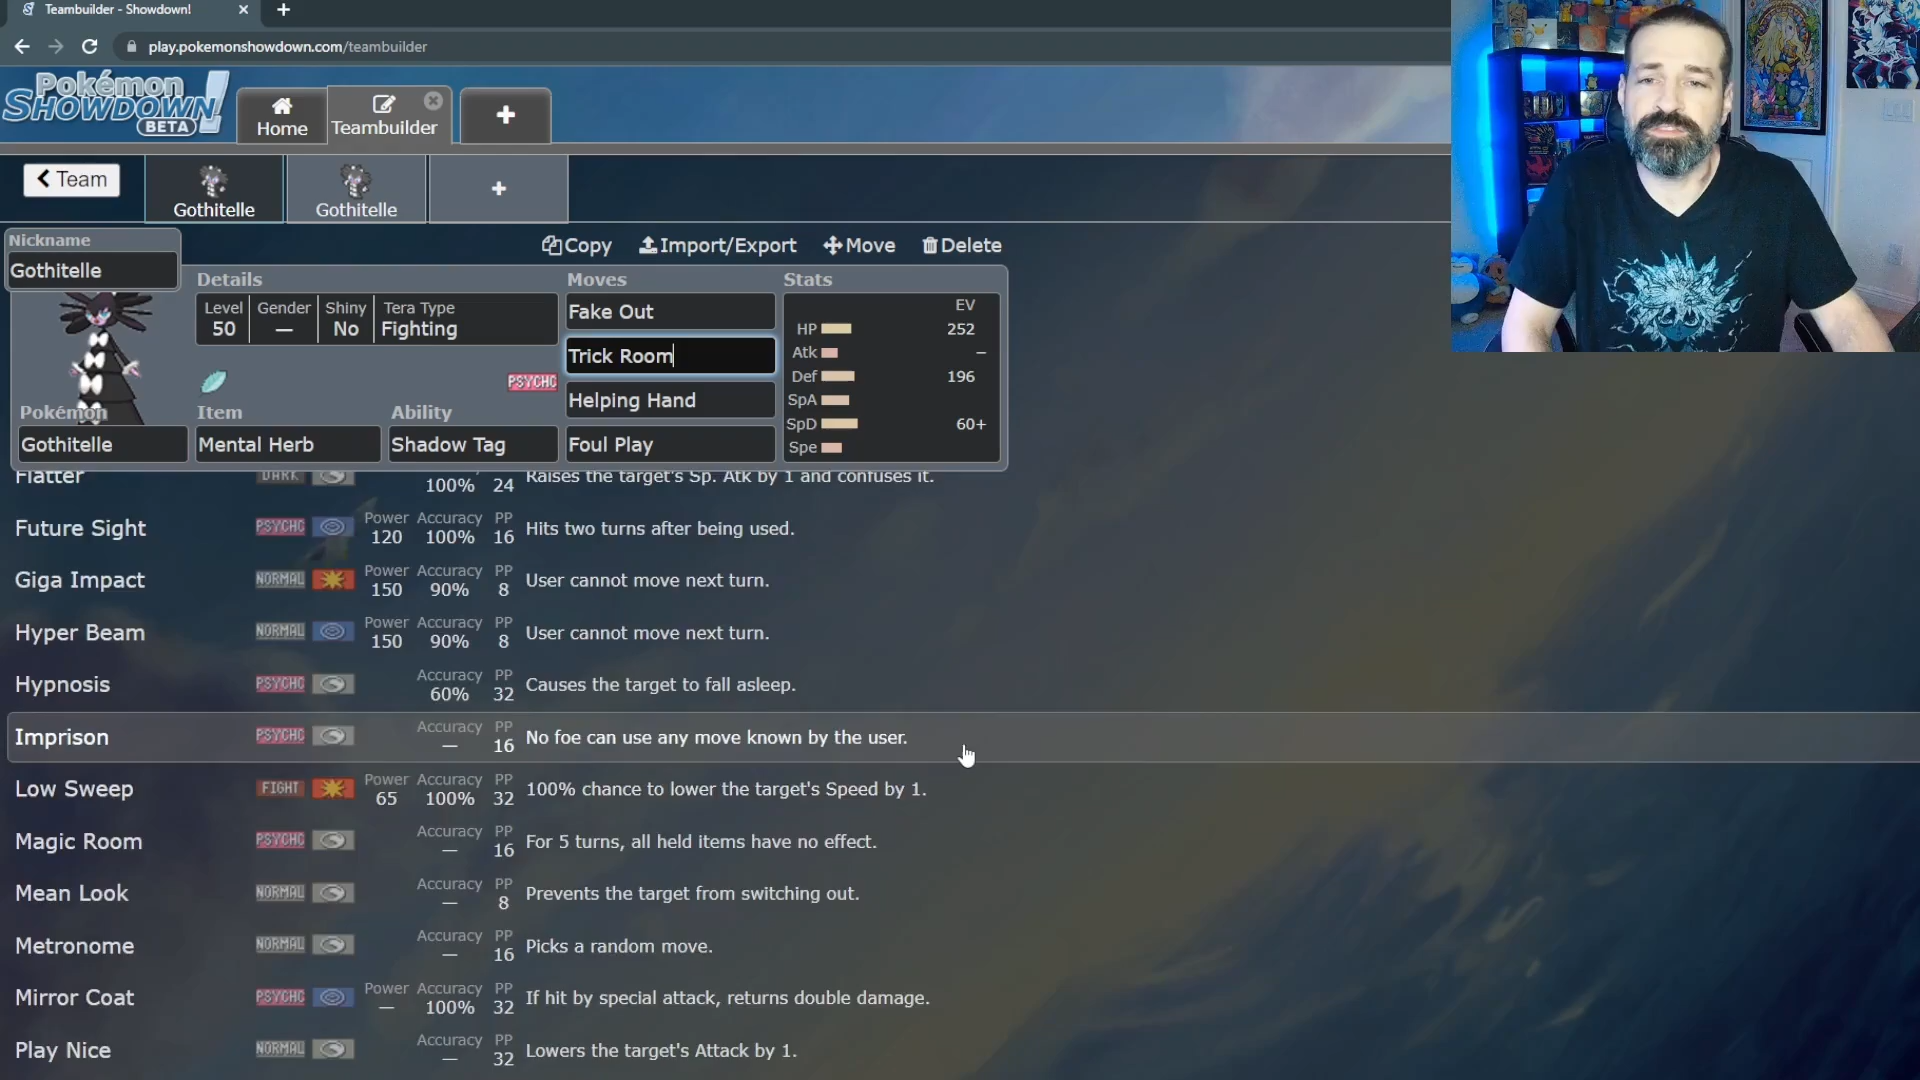 Teambuilder - Showdown!
play.pokemonshowdown.com/teambuilder
Pokémon
SHOWDOWN!
BETA
Home
Teambuilder
Team
Gothitelle
Gothitelle
Nickname
Gothitelle
Copy
Import/Export
Move
Delete
Details
Moves
Stats
Level
50
Gender
—
Shiny
No
Tera Type
Fighting
PSYCHC
Pokémon
Gothitelle
Item
Mental Herb
Ability
Shadow Tag
Fake Out
Trick Room
Helping Hand
Foul Play
EV
HP 252
Atk –
Def 196
SpA
SpD 60+
Spe
Flatter DARK 100% 24 Raises the target's Sp. Atk by 1 and confuses it.
Future Sight PSYCHC Power 120 Accuracy 100% PP 16 Hits two turns after being used.
Giga Impact NORMAL Power 150 Accuracy 90% PP 8 User cannot move next turn.
Hyper Beam NORMAL Power 150 Accuracy 90% PP 8 User cannot move next turn.
Hypnosis PSYCHC Accuracy 60% PP 32 Causes the target to fall asleep.
Imprison PSYCHC Accuracy — PP 16 No foe can use any move known by the user.
Low Sweep FIGHT Power 65 Accuracy 100% PP 32 100% chance to lower the target's Speed by 1.
Magic Room PSYCHC Accuracy — PP 16 For 5 turns, all held items have no effect.
Mean Look NORMAL Accuracy — PP 8 Prevents the target from switching out.
Metronome NORMAL Accuracy — PP 16 Picks a random move.
Mirror Coat PSYCHC Power — Accuracy 100% PP 32 If hit by special attack, returns double damage.
Play Nice NORMAL Accuracy — PP 32 Lowers the target's Attack by 1.